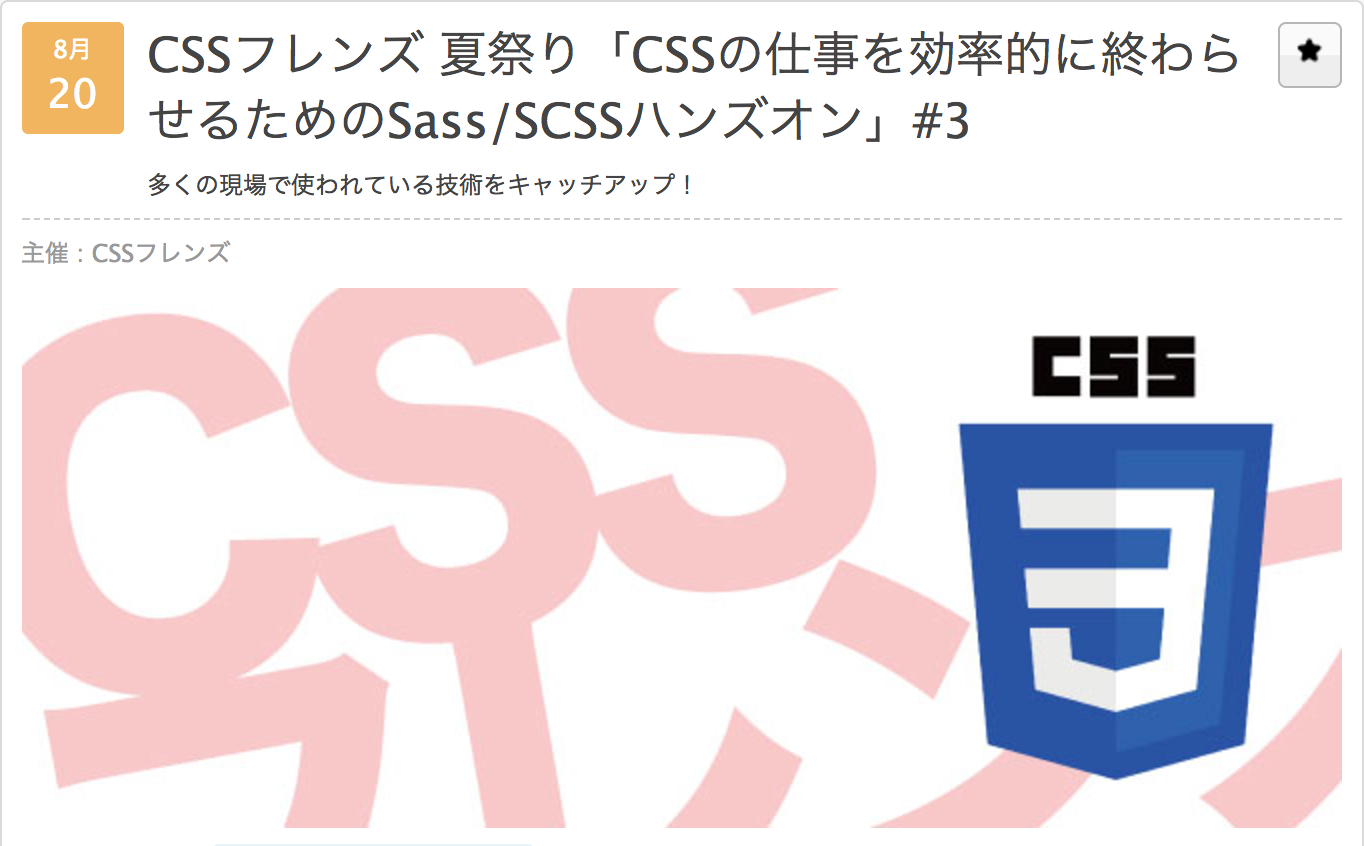 8月
20
CSSフレンズ 夏祭り「CSSの仕事を効率的に終わら
せるためのSass/SCSSハンズオン」#3
多くの現場で使われている技術をキャッチアップ！
主催：CSSフレンズ
CSS
フレンズ
CSS
3